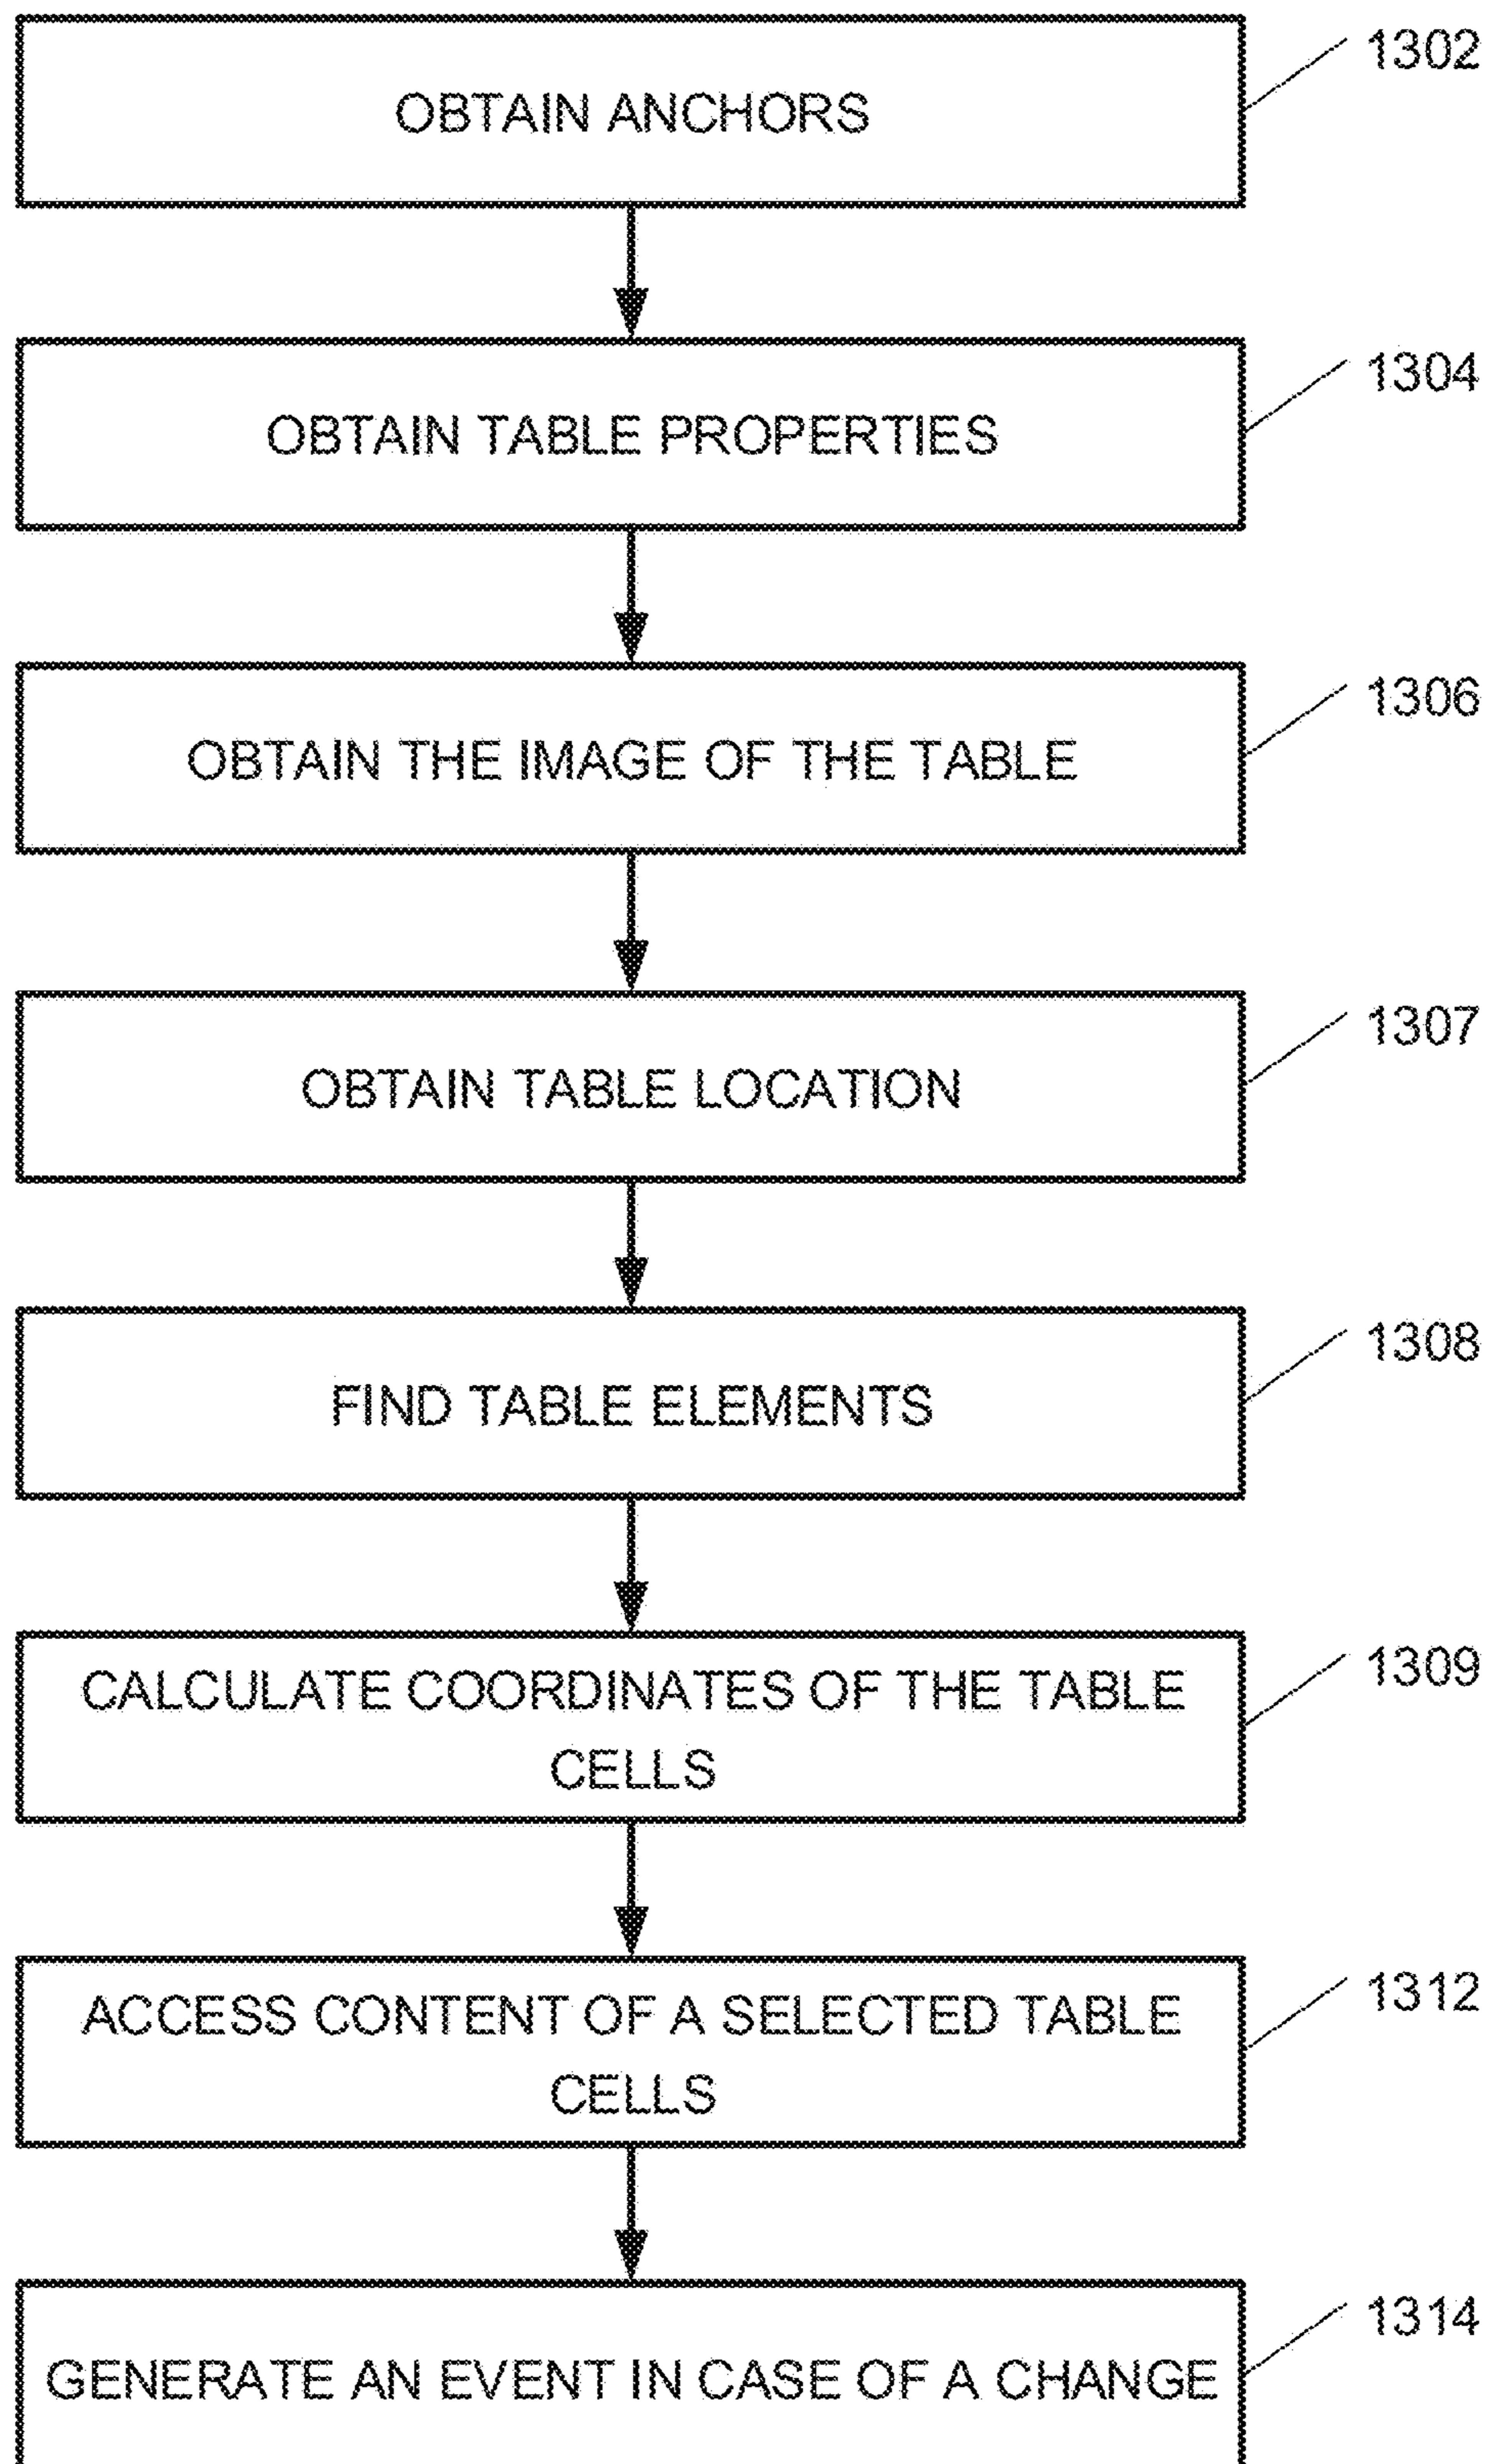 OBTAIN ANCHORS
1302
OBTAIN TABLE PROPERTIES
1304
OBTAIN THE IMAGE OF THE TABLE
1306
OBTAIN TABLE LOCATION
1307
FIND TABLE ELEMENTS
1308
CALCULATE COORDINATES OF THE TABLE
CELLS
1309
ACCESS CONTENT OF A SELECTED TABLE
CELLS
1312
GENERATE AN EVENT IN CASE OF A CHANGE
1314